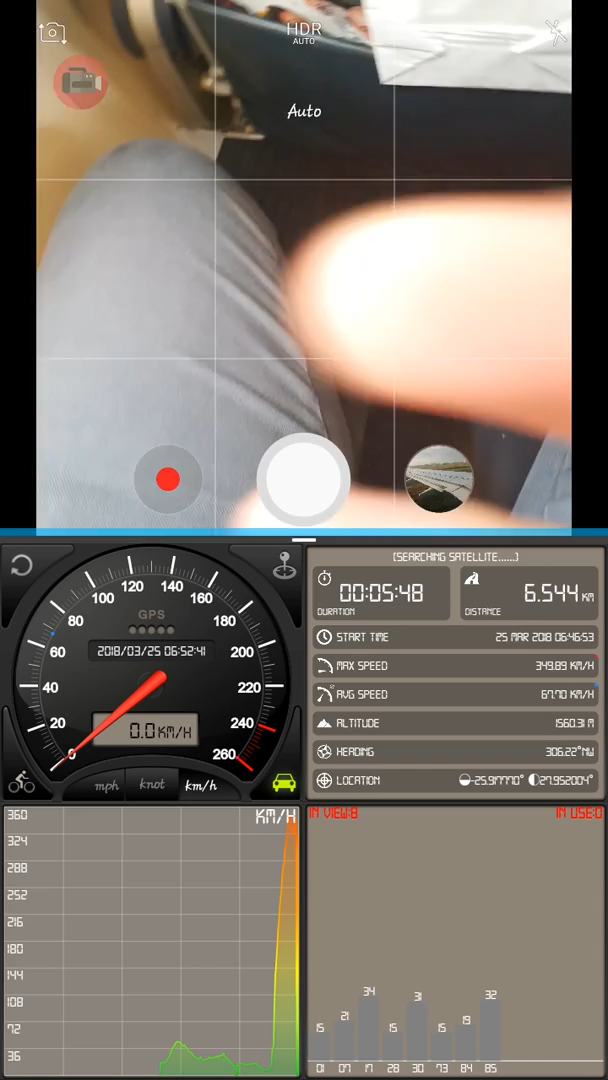 HDR
AUTO
Auto
20
40
60
80
100
120
140
160
180
200
220
240
260
0
GPS
2018/03/25 06:52:41
0.0 KM/H
mph
knot
km/h
[SEARCHING SATELLITE......]
00:05:48
DURATION
6.544 KM
DISTANCE
START TIME 25 MAR 2018 06:46:53
MAX SPEED 349.89 KM/H
AVG SPEED 67.70 KM/H
ALTITUDE 1560.31 M
HEADING 306.22° NW
LOCATION -25.917770° 27.952004°
KM/H
360
324
288
252
216
180
144
108
72
36
IN VIEW:8 IN USE:0
15 21 34 15 31 15 19 32
01 07 17 28 30 73 84 85